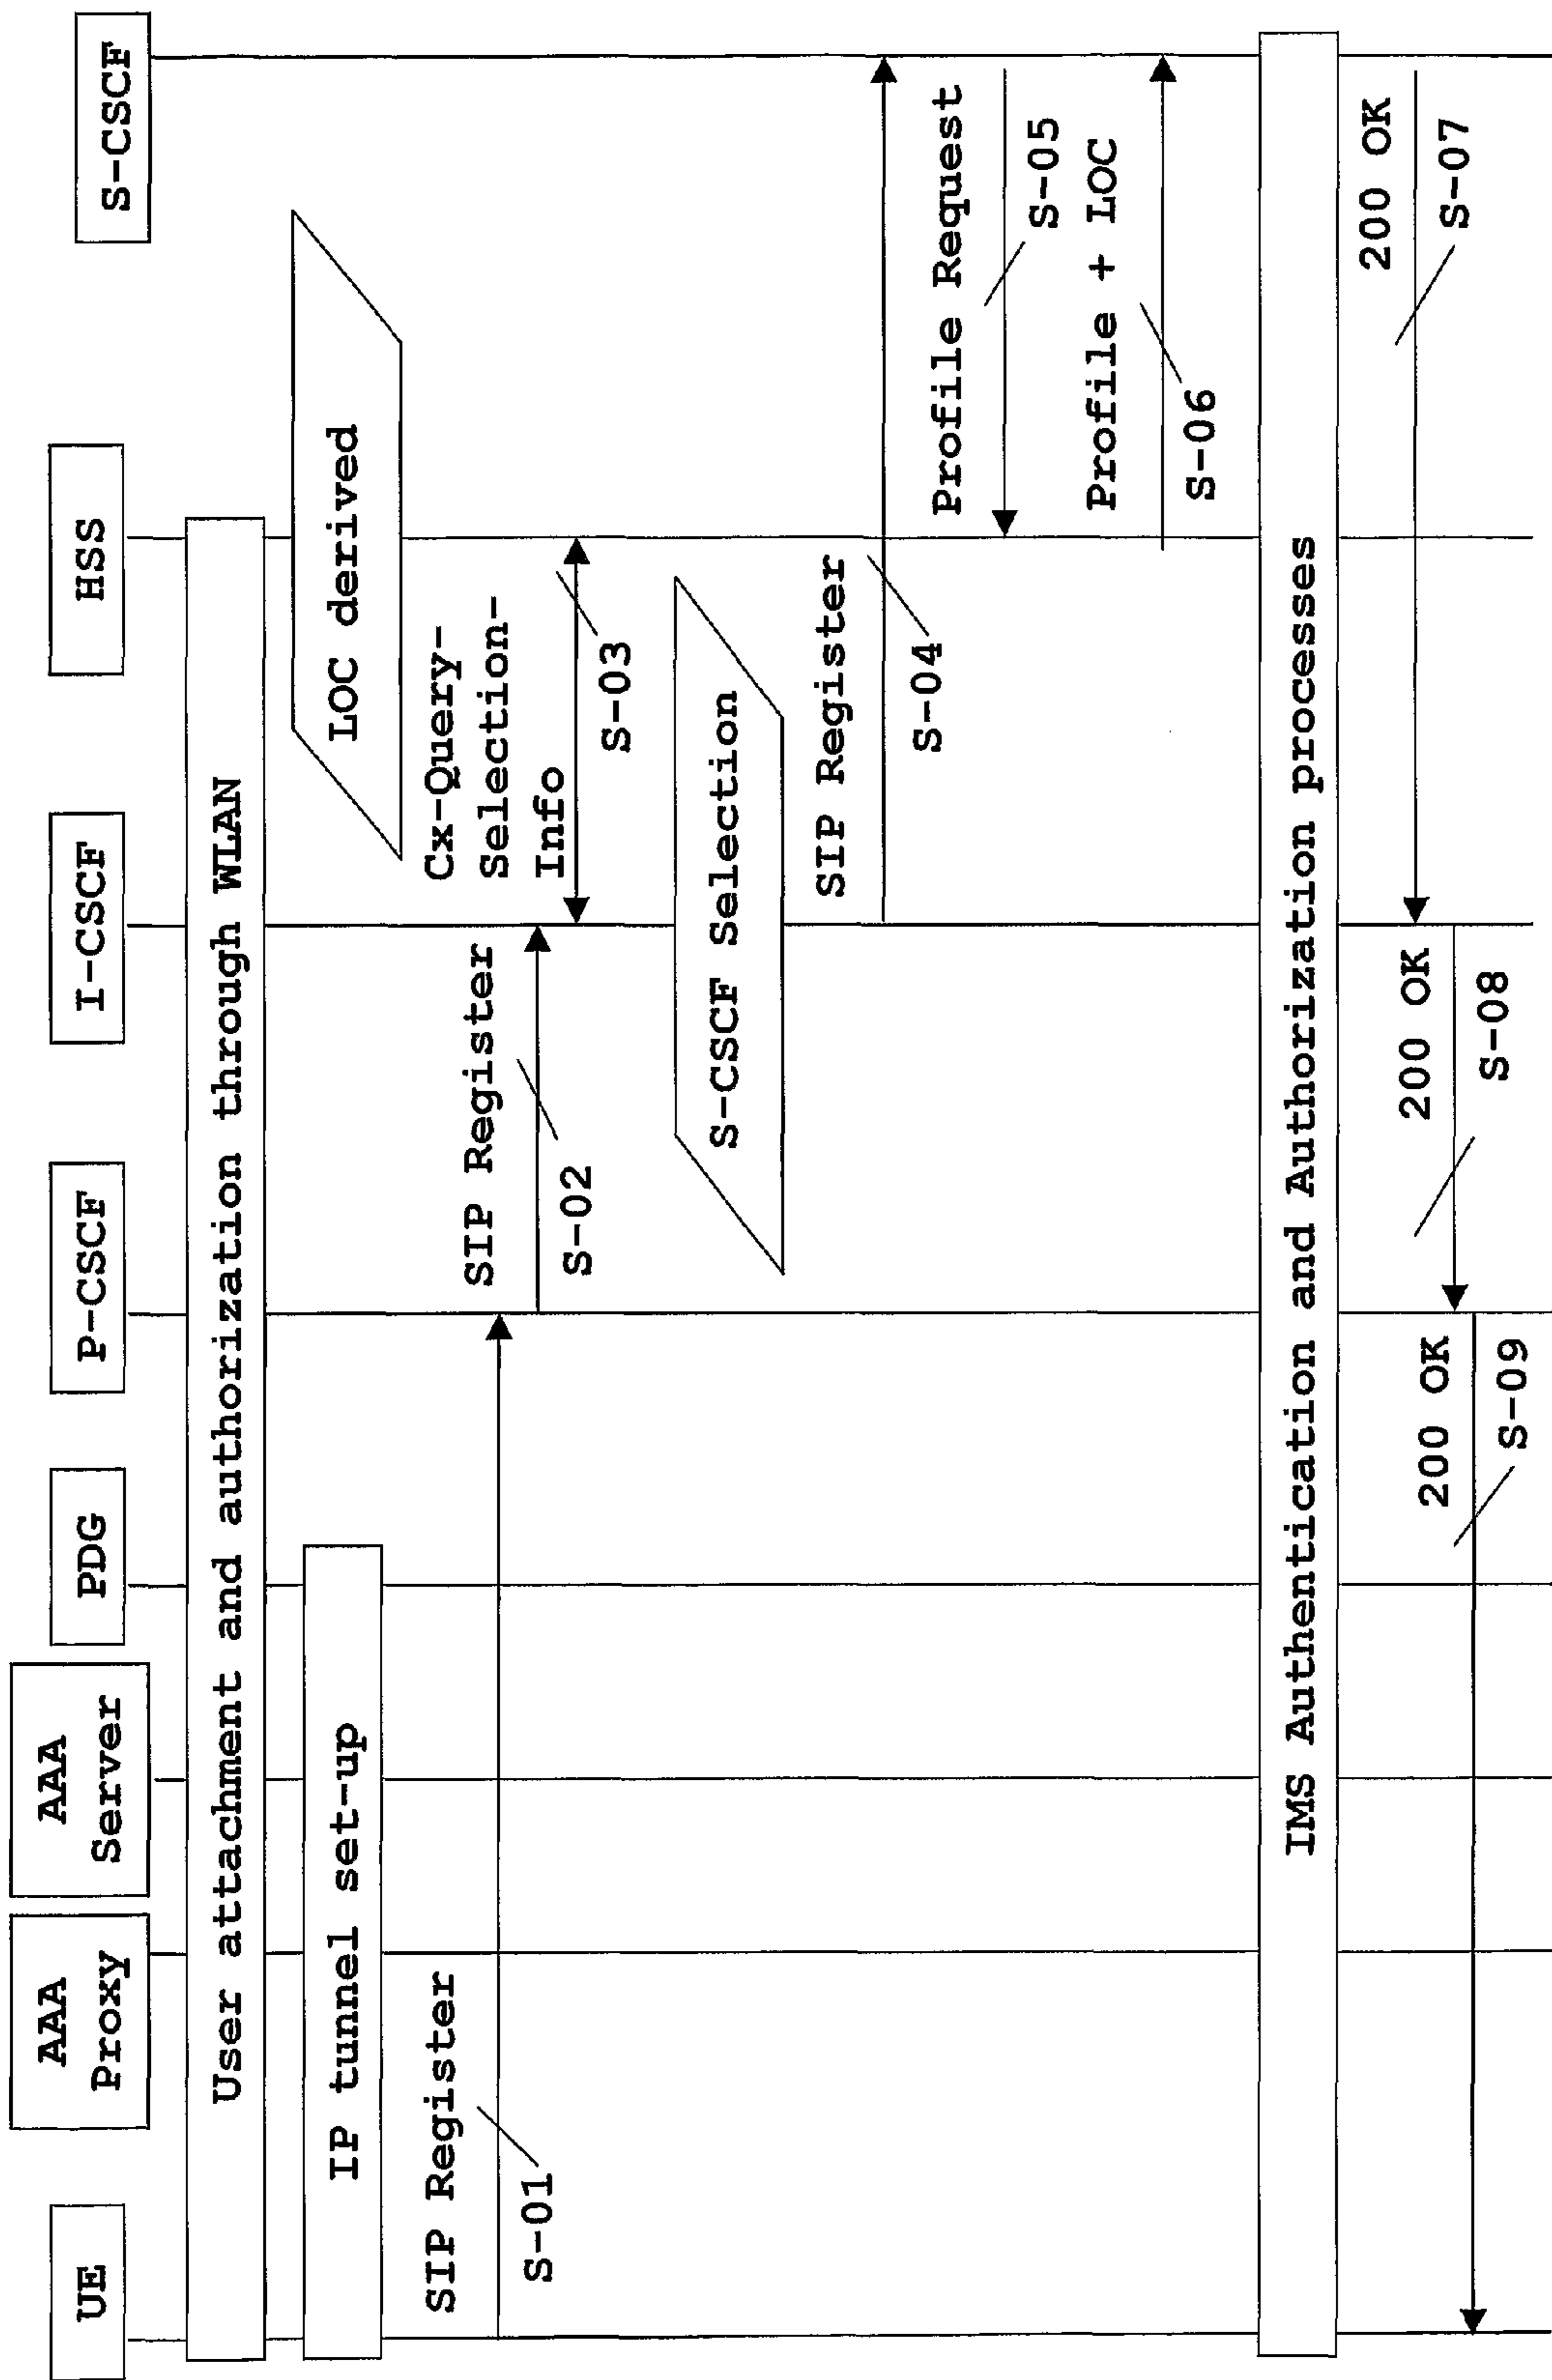 UE
AAA
Proxy
AAA
Server
PDG
P-CSCF
I-CSCF
HSS
S-CSCF
User attachment and authorization through WLAN
IP tunnel set-up
LOC derived
SIP Register
S-01
SIP Register
S-02
Cx-Query-
Selection-
Info
S-03
S-CSCF Selection
SIP Register
S-04
Profile Request
S-05
Profile + LOC
S-06
IMS Authentication and Authorization processes
200 OK
S-07
200 OK
S-08
200 OK
S-09